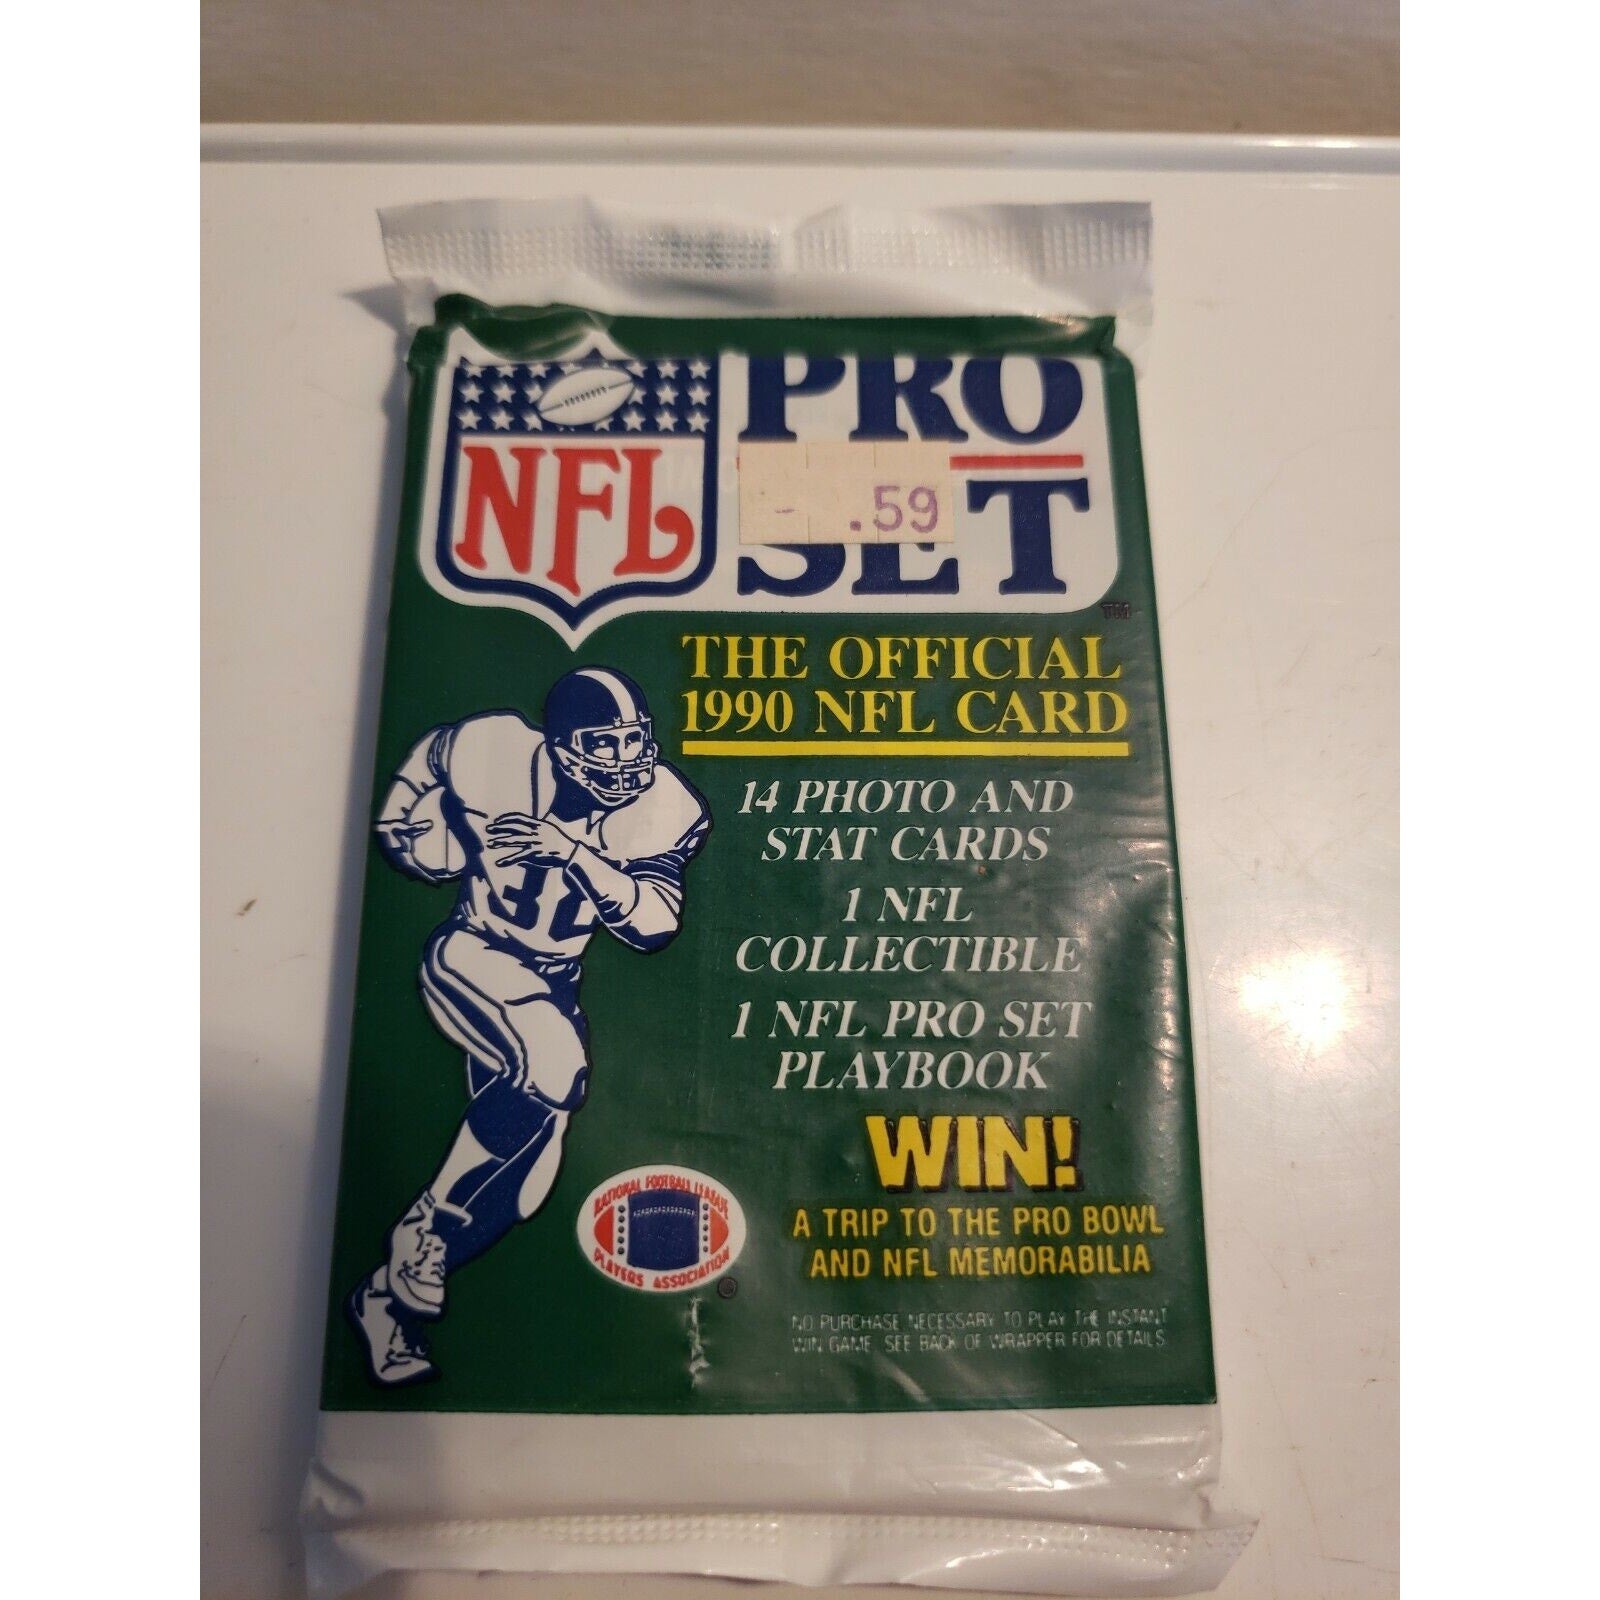 NFL
PRO
- .59
SET
TM
THE OFFICIAL
1990 NFL CARD
14 PHOTO AND
STAT CARDS
1 NFL
COLLECTIBLE
1 NFL PRO SET
PLAYBOOK
WIN!
A TRIP TO THE PRO BOWL
AND NFL MEMORABILIA
NATIONAL FOOTBALL LEAGUE
PLAYERS ASSOCIATION
®
NO PURCHASE NECESSARY TO PLAY THE INSTANT
WIN GAME. SEE BACK OF WRAPPER FOR DETAILS.